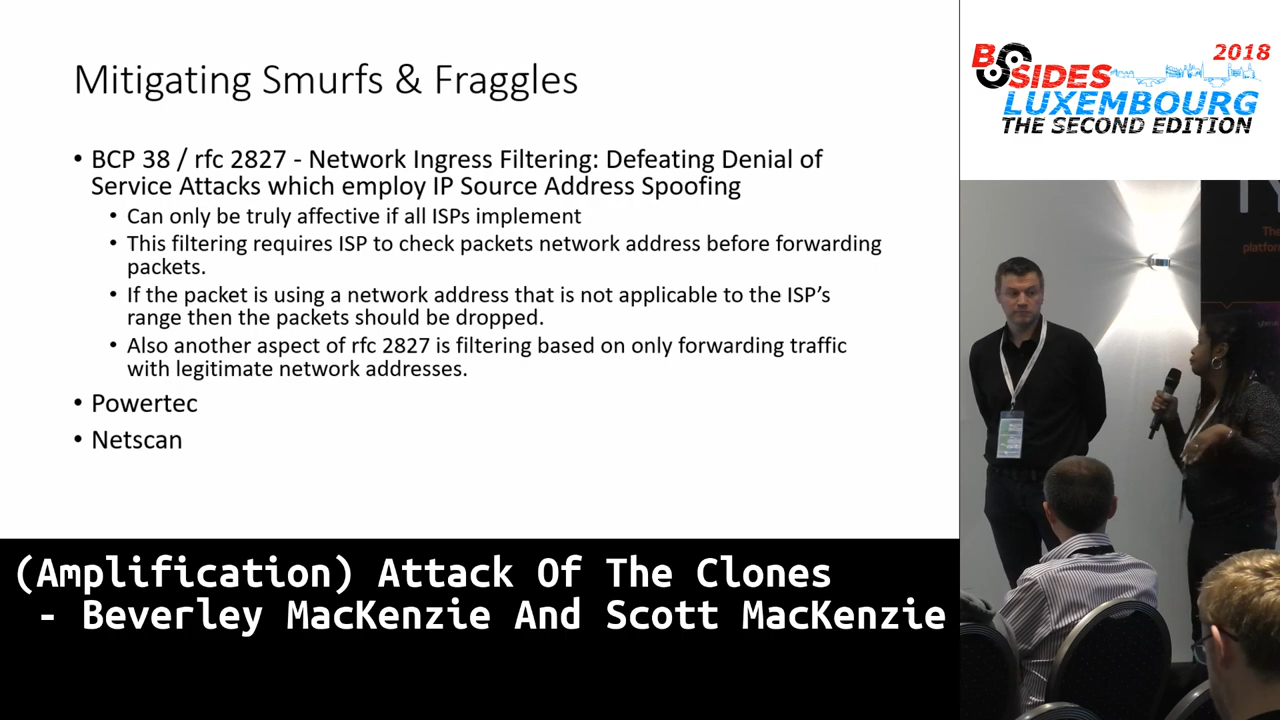 Mitigating Smurfs & Fraggles
• BCP 38 / rfc 2827 - Network Ingress Filtering: Defeating Denial of
Service Attacks which employ IP Source Address Spoofing
• Can only be truly affective if all ISPs implement
• This filtering requires ISP to check packets network address before forwarding
packets.
• If the packet is using a network address that is not applicable to the ISP’s
range then the packets should be dropped.
• Also another aspect of rfc 2827 is filtering based on only forwarding traffic
with legitimate network addresses.
• Powertec
• Netscan
2018
BSIDES
LUXEMBOURG
THE SECOND EDITION
The
(Amplification) Attack Of The Clones
- Beverley MacKenzie And Scott MacKenzie